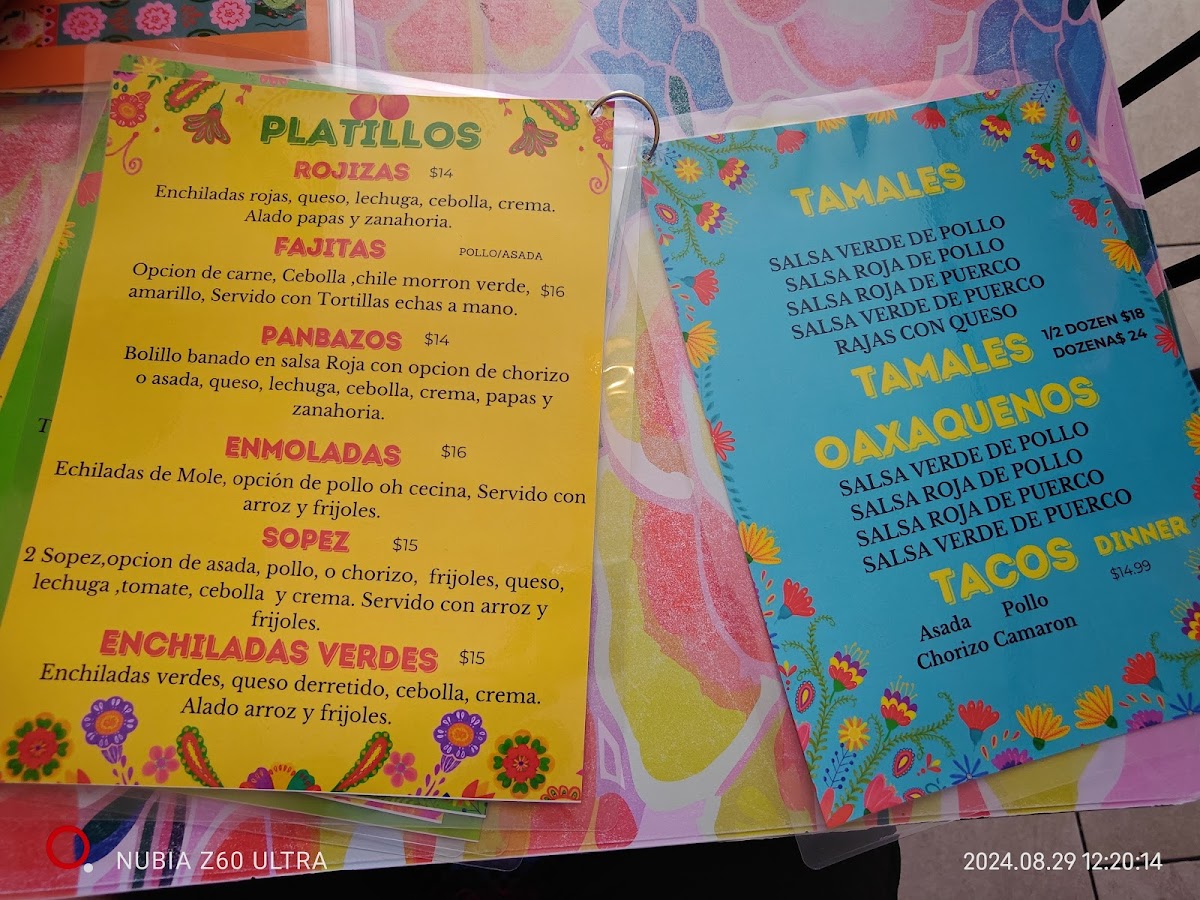 PLATILLOS
ROJIZAS $14
Enchiladas rojas, queso, lechuga, cebolla, crema.
Alado papas y zanahoria.
FAJITAS POLLO/ASADA
Opcion de carne, Cebolla ,chile morron verde, $16
amarillo, Servido con Tortillas echas a mano.
PANBAZOS $14
Bolillo banado en salsa Roja con opcion de chorizo
o asada, queso, lechuga, cebolla, crema, papas y
zanahoria.
ENMOLADAS $16
Echiladas de Mole, opción de pollo oh cecina, Servido con
arroz y frijoles.
SOPEZ $15
2 Sopez,opcion de asada, pollo, o chorizo, frijoles, queso,
lechuga ,tomate, cebolla y crema. Servido con arroz y
frijoles.
ENCHILADAS VERDES $15
Enchiladas verdes, queso derretido, cebolla, crema.
Alado arroz y frijoles.
T
TAMALES
SALSA VERDE DE POLLO
SALSA ROJA DE POLLO
SALSA ROJA DE PUERCO
SALSA VERDE DE PUERCO
RAJAS CON QUESO
1/2 DOZEN $18
DOZENA$ 24
TAMALES
OAXAQUENOS
SALSA VERDE DE POLLO
SALSA ROJA DE POLLO
SALSA ROJA DE PUERCO
SALSA VERDE DE PUERCO
TACOS DINNER
$14.99
Asada Pollo
Chorizo Camaron
NUBIA Z60 ULTRA
2024.08.29 12:20:14